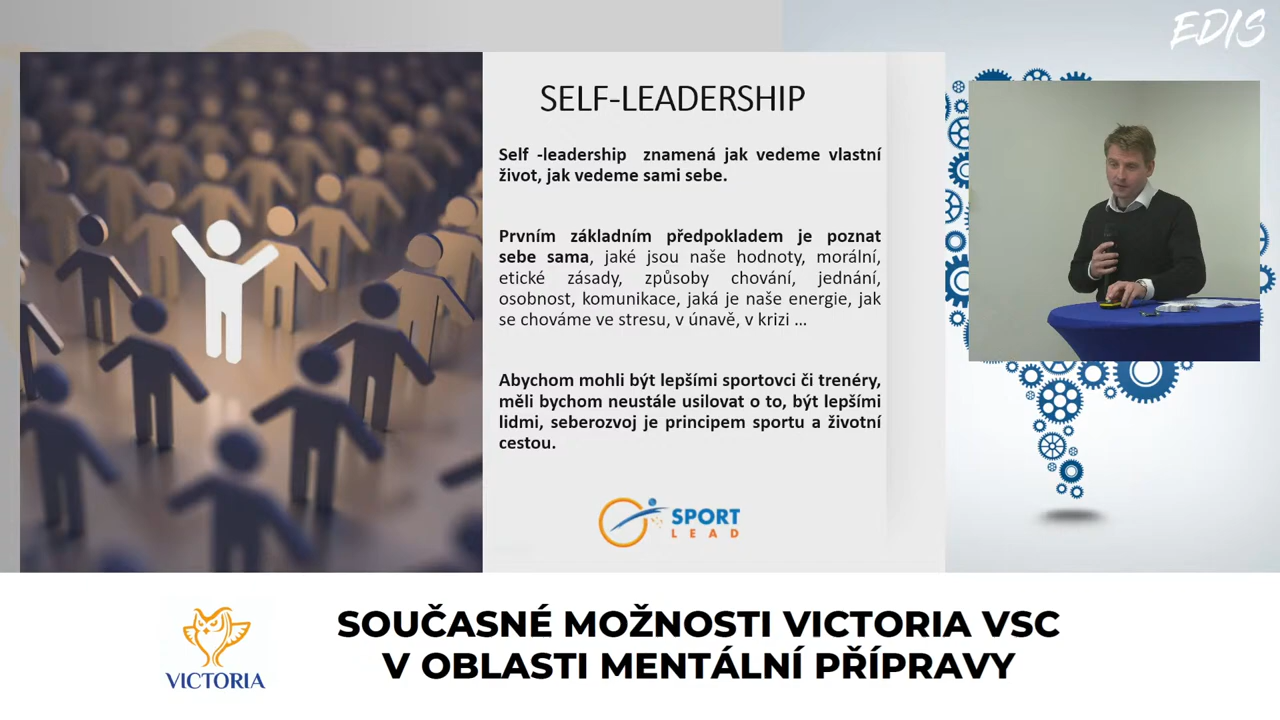 EDIS
SELF-LEADERSHIP
Self -leadership znamená jak vedeme vlastní
život, jak vedeme sami sebe.
Prvním základním předpokladem je poznat
sebe sama, jaké jsou naše hodnoty, morální,
etické zásady, způsoby chování, jednání,
osobnost, komunikace, jaká je naše energie, jak
se chováme ve stresu, v únavě, v krizi ...
Abychom mohli být lepšími sportovci či trenéry,
měli bychom neustále usilovat o to, být lepšími
lidmi, seberozvoj je principem sportu a životní
cestou.
SPORT
LEAD
VICTORIA
SOUČASNÉ MOŽNOSTI VICTORIA VSC
V OBLASTI MENTÁLNÍ PŘÍPRAVY